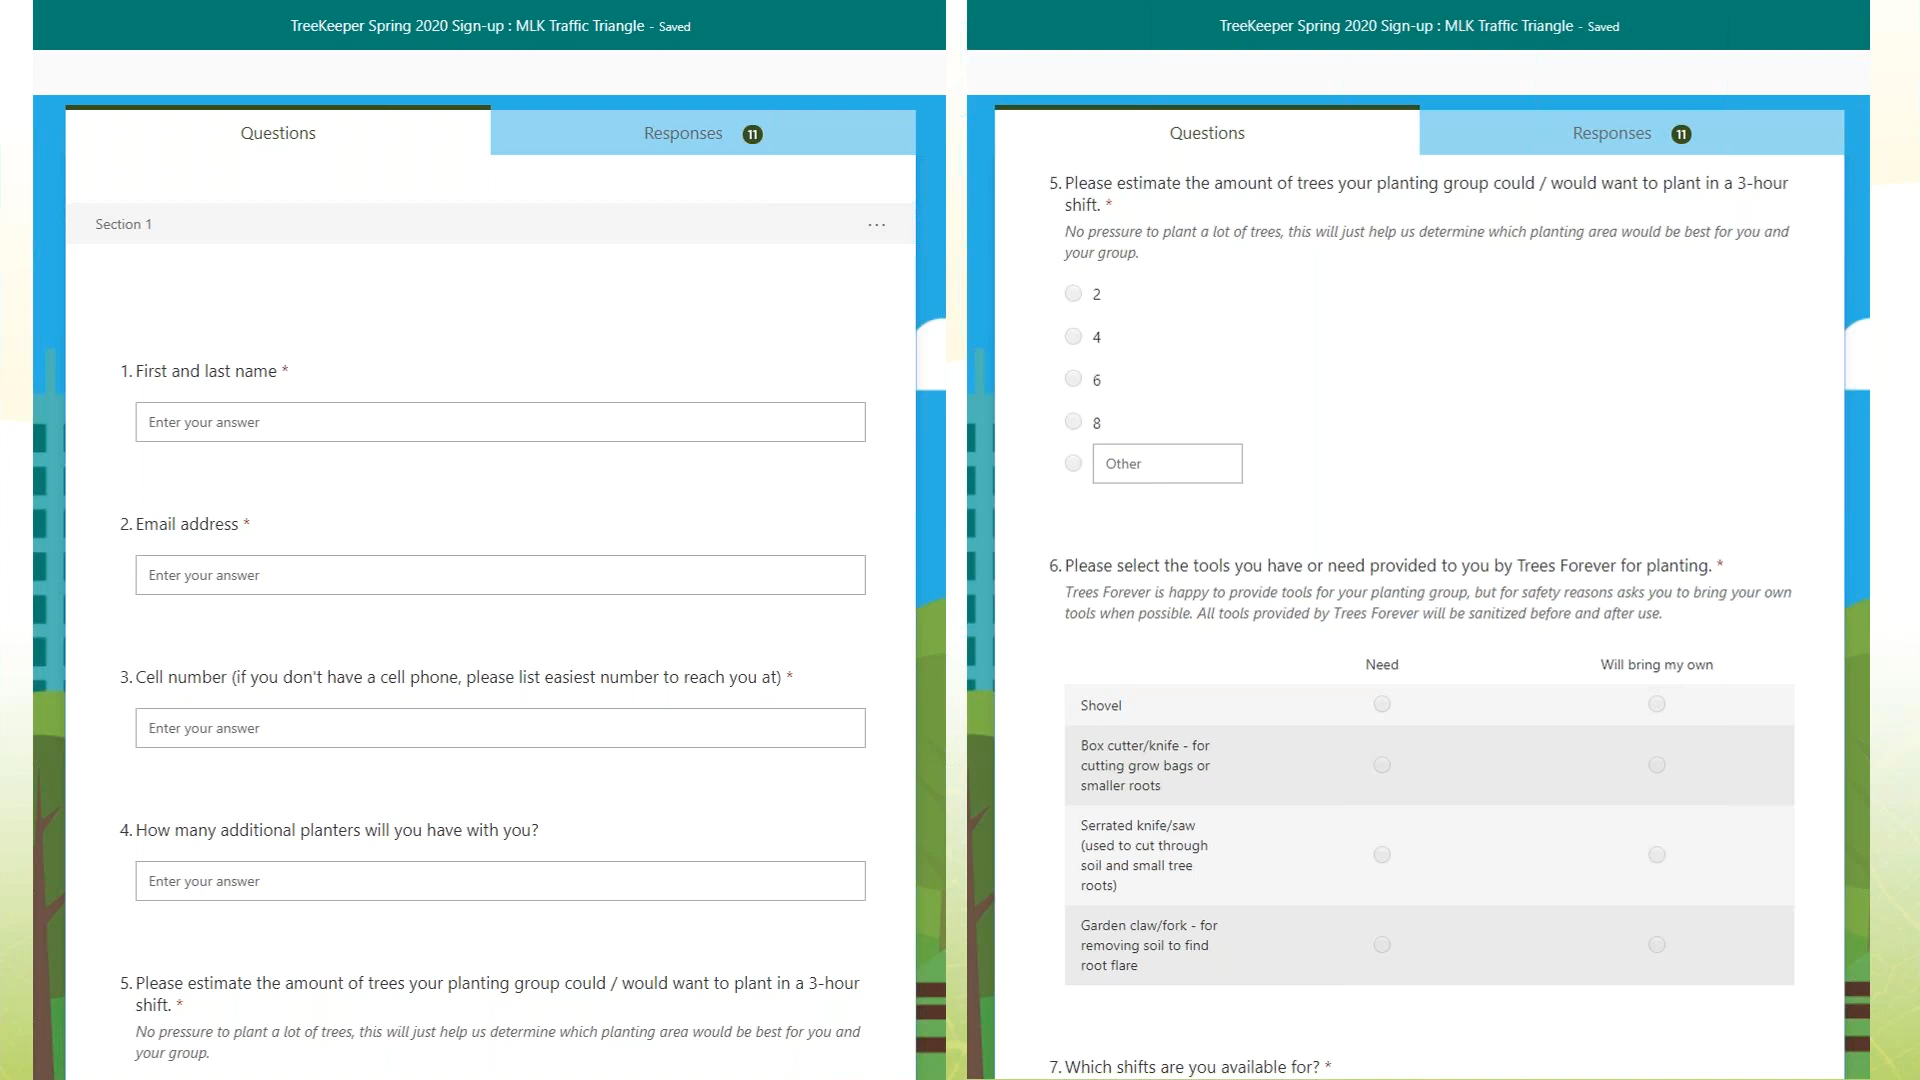 TreeKeeper Spring 2020 Sign-up : MLK Traffic Triangle - Saved
Questions
Responses 11
Section 1
...
1. First and last name *
Enter your answer
2. Email address *
Enter your answer
3. Cell number (if you don't have a cell phone, please list easiest number to reach you at) *
Enter your answer
4. How many additional planters will you have with you?
Enter your answer
5. Please estimate the amount of trees your planting group could / would want to plant in a 3-hour
shift. *
No pressure to plant a lot of trees, this will just help us determine which planting area would be best for you and
your group.
TreeKeeper Spring 2020 Sign-up : MLK Traffic Triangle - Saved
Questions
Responses 11
5. Please estimate the amount of trees your planting group could / would want to plant in a 3-hour
shift. *
No pressure to plant a lot of trees, this will just help us determine which planting area would be best for you and
your group.
2
4
6
8
Other
6. Please select the tools you have or need provided to you by Trees Forever for planting. *
Trees Forever is happy to provide tools for your planting group, but for safety reasons asks you to bring your own
tools when possible. All tools provided by Trees Forever will be sanitized before and after use.
Need
Will bring my own
Shovel
Box cutter/knife - for
cutting grow bags or
smaller roots
Serrated knife/saw
(used to cut through
soil and small tree
roots)
Garden claw/fork - for
removing soil to find
root flare
7. Which shifts are you available for? *